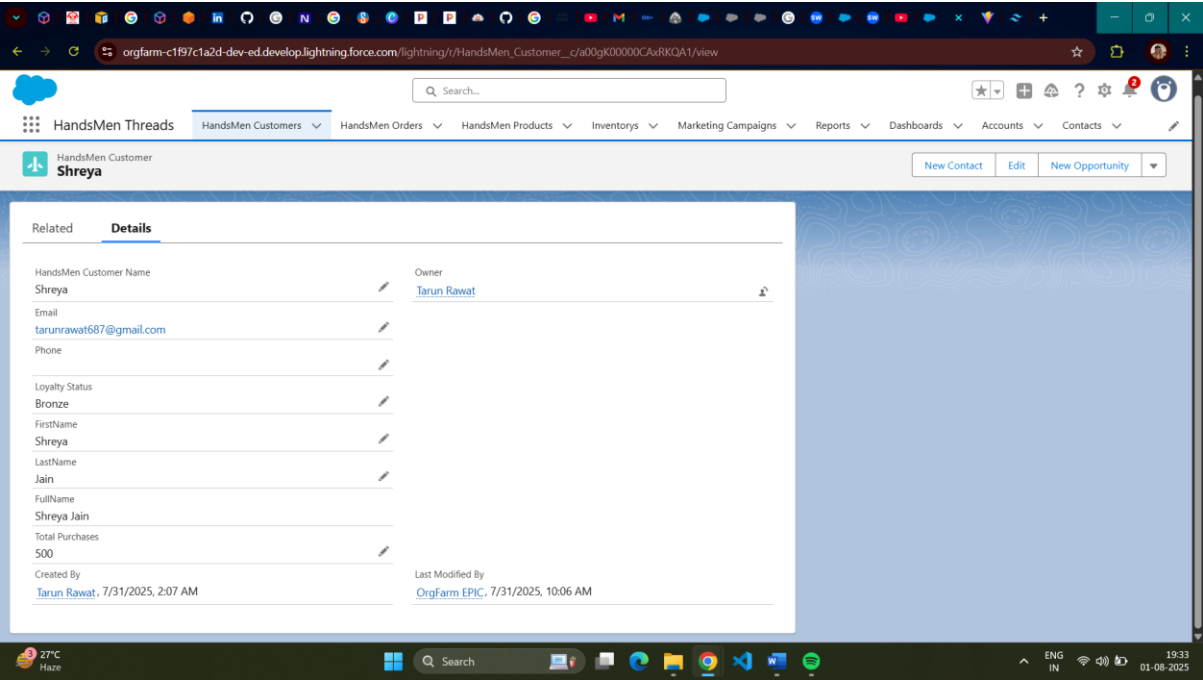 orgfarm-c1f97c1a2d-dev-ed.develop.lightning.force.com/lightning/r/HandsMen_Customer__c/a00gK00000CAxRKQA1/view
Search...
2
HandsMen Threads
HandsMen Customers
HandsMen Orders
HandsMen Products
Inventorys
Marketing Campaigns
Reports
Dashboards
Accounts
Contacts
HandsMen Customer
Shreya
New Contact
Edit
New Opportunity
Related
Details
HandsMen Customer Name
Shreya
Owner
Tarun Rawat
Email
tarunrawat687@gmail.com
Phone
Loyalty Status
Bronze
FirstName
Shreya
LastName
Jain
FullName
Shreya Jain
Total Purchases
500
Created By
Tarun Rawat, 7/31/2025, 2:07 AM
Last Modified By
OrgFarm EPIC, 7/31/2025, 10:06 AM
3
27°C
Haze
Search
ENG
IN
19:33
01-08-2025